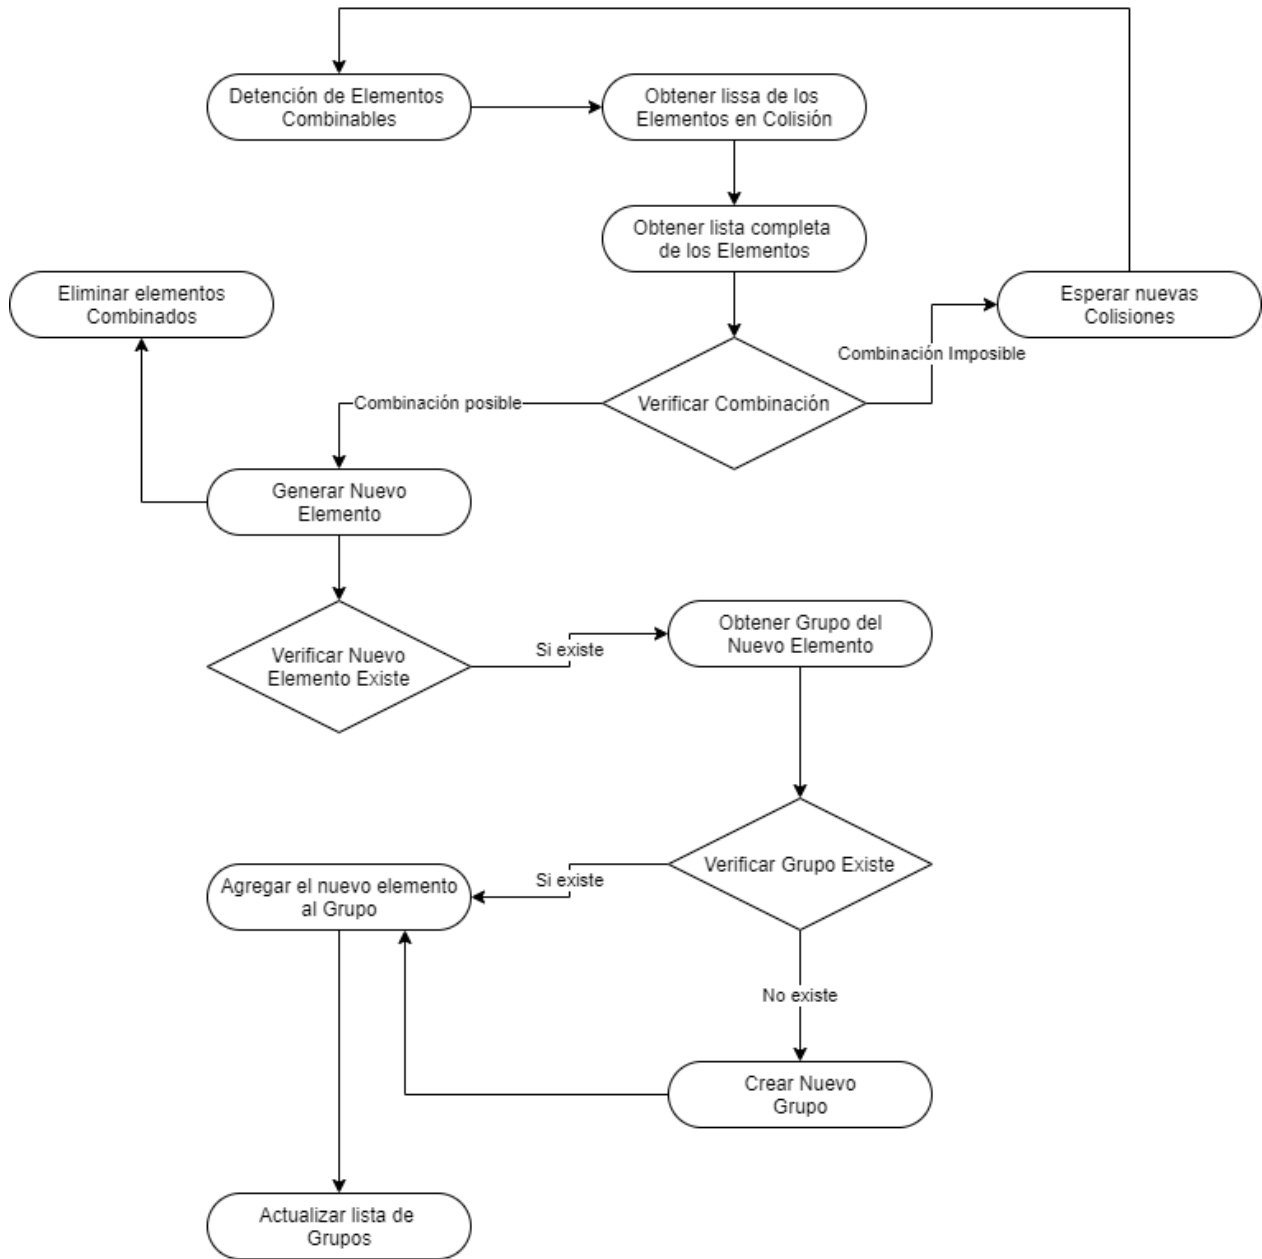 Detención de Elementos
Combinables
Obtener lissa de los
Elementos en Colisión
Obtener lista completa
de los Elementos
Eliminar elementos
Combinados
Esperar nuevas
Colisiones
Combinación Imposible
Verificar Combinación
Combinación posible
Generar Nuevo
Elemento
Verificar Nuevo
Elemento Existe
Si existe
Obtener Grupo del
Nuevo Elemento
Verificar Grupo Existe
Si existe
Agregar el nuevo elemento
al Grupo
No existe
Crear Nuevo
Grupo
Actualizar lista de
Grupos